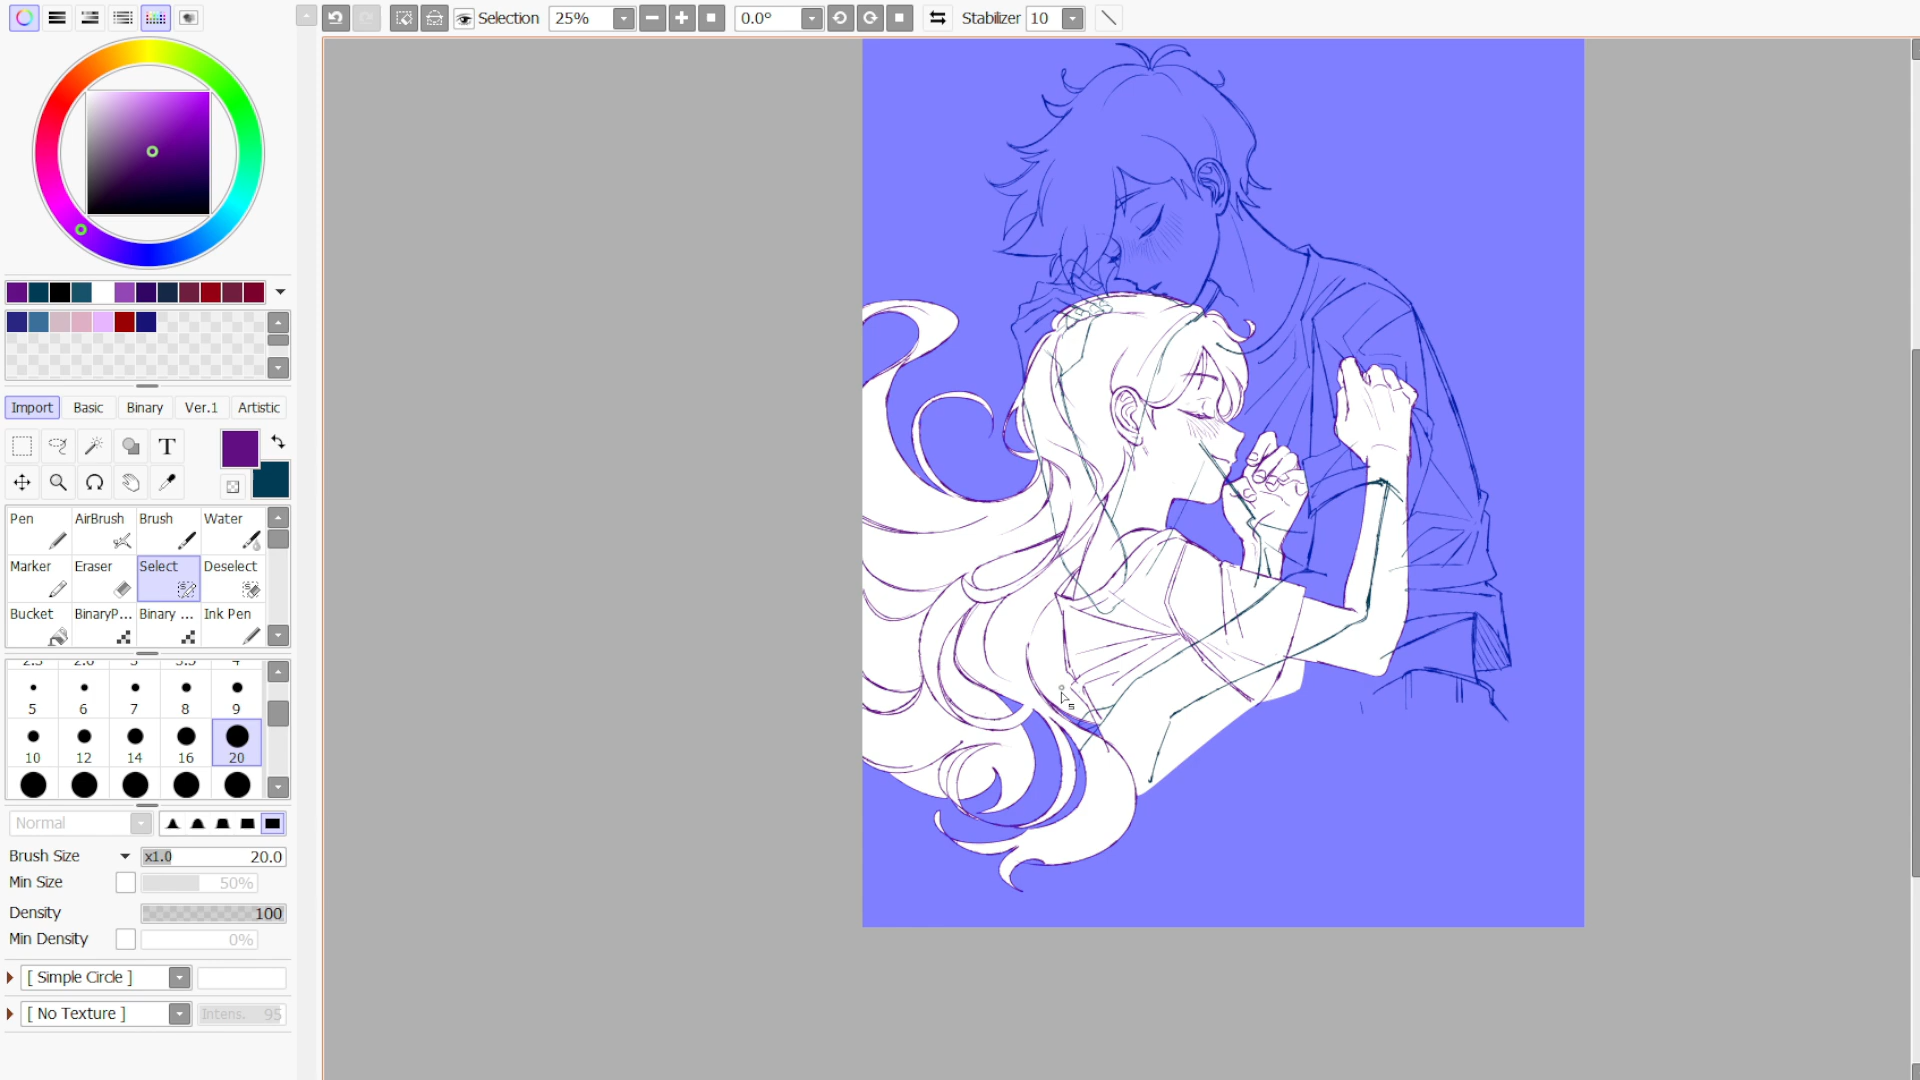 Selection 25% 0.0° Stabilizer 10
Import Basic Binary Ver.1 Artistic
T
Pen AirBrush Brush Water
Marker Eraser Select Deselect
Bucket BinaryP... Binary ... Ink Pen
5 6 7 8 9
10 12 14 16 20
Normal
Brush Size x1.0 20.0
Min Size 50%
Density 100
Min Density 0%
[ Simple Circle ]
[ No Texture ] Intens. 95